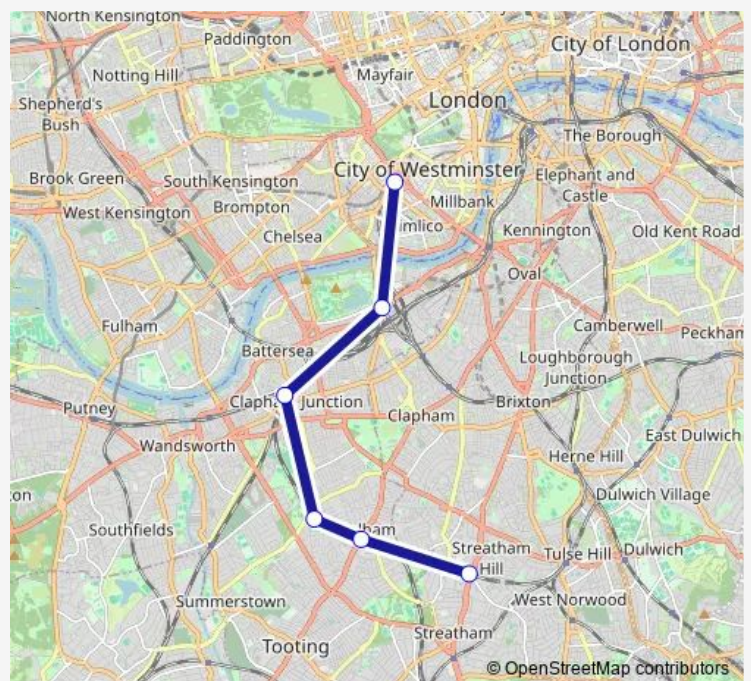 North Kensington
Paddington
City of London
Notting Hill
Mayfair
London
Shepherd's
Bush
The Borough
City of Westminster
Brook Green
South Kensington
Elephant and
Castle
West Kensington
Brompton
Millbank
Chelsea
Kennington
Old Kent Road
Oval
Fulham
Camberwell
Peckham
Battersea
Loughborough
Junction
Putney
Junction
Clapham
Brixton
Wandsworth
East Dulwich
Herne Hill
Dulwich Village
Southfields
Streatham
Hill
Tulse Hill
Dulwich
Summerstown
West Norwood
Streatham
Tooting
© OpenStreetMap contributors